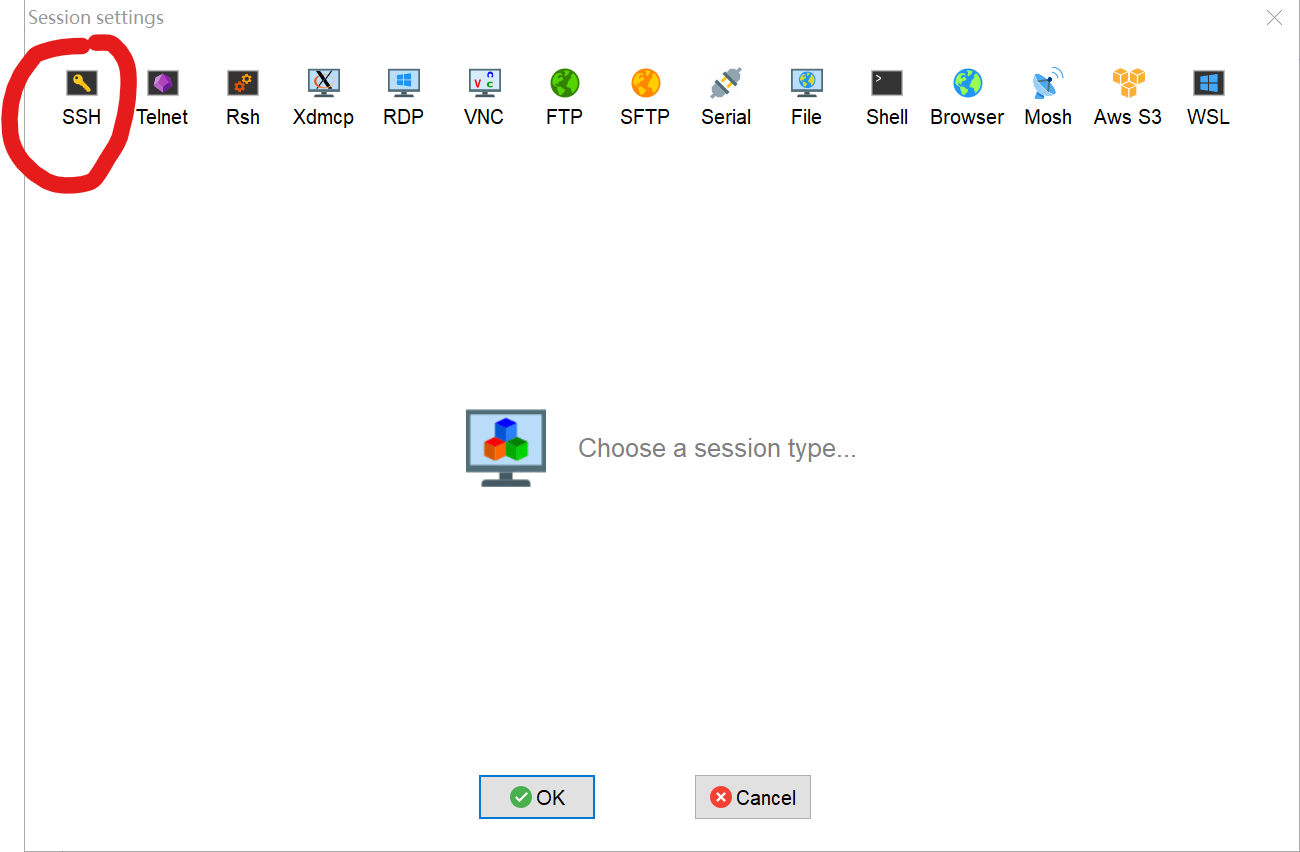 Session settings
SSH Telnet Rsh Xdmcp RDP VNC FTP SFTP Serial File Shell Browser Mosh Aws S3 WSL
Choose a session type...
OK Cancel